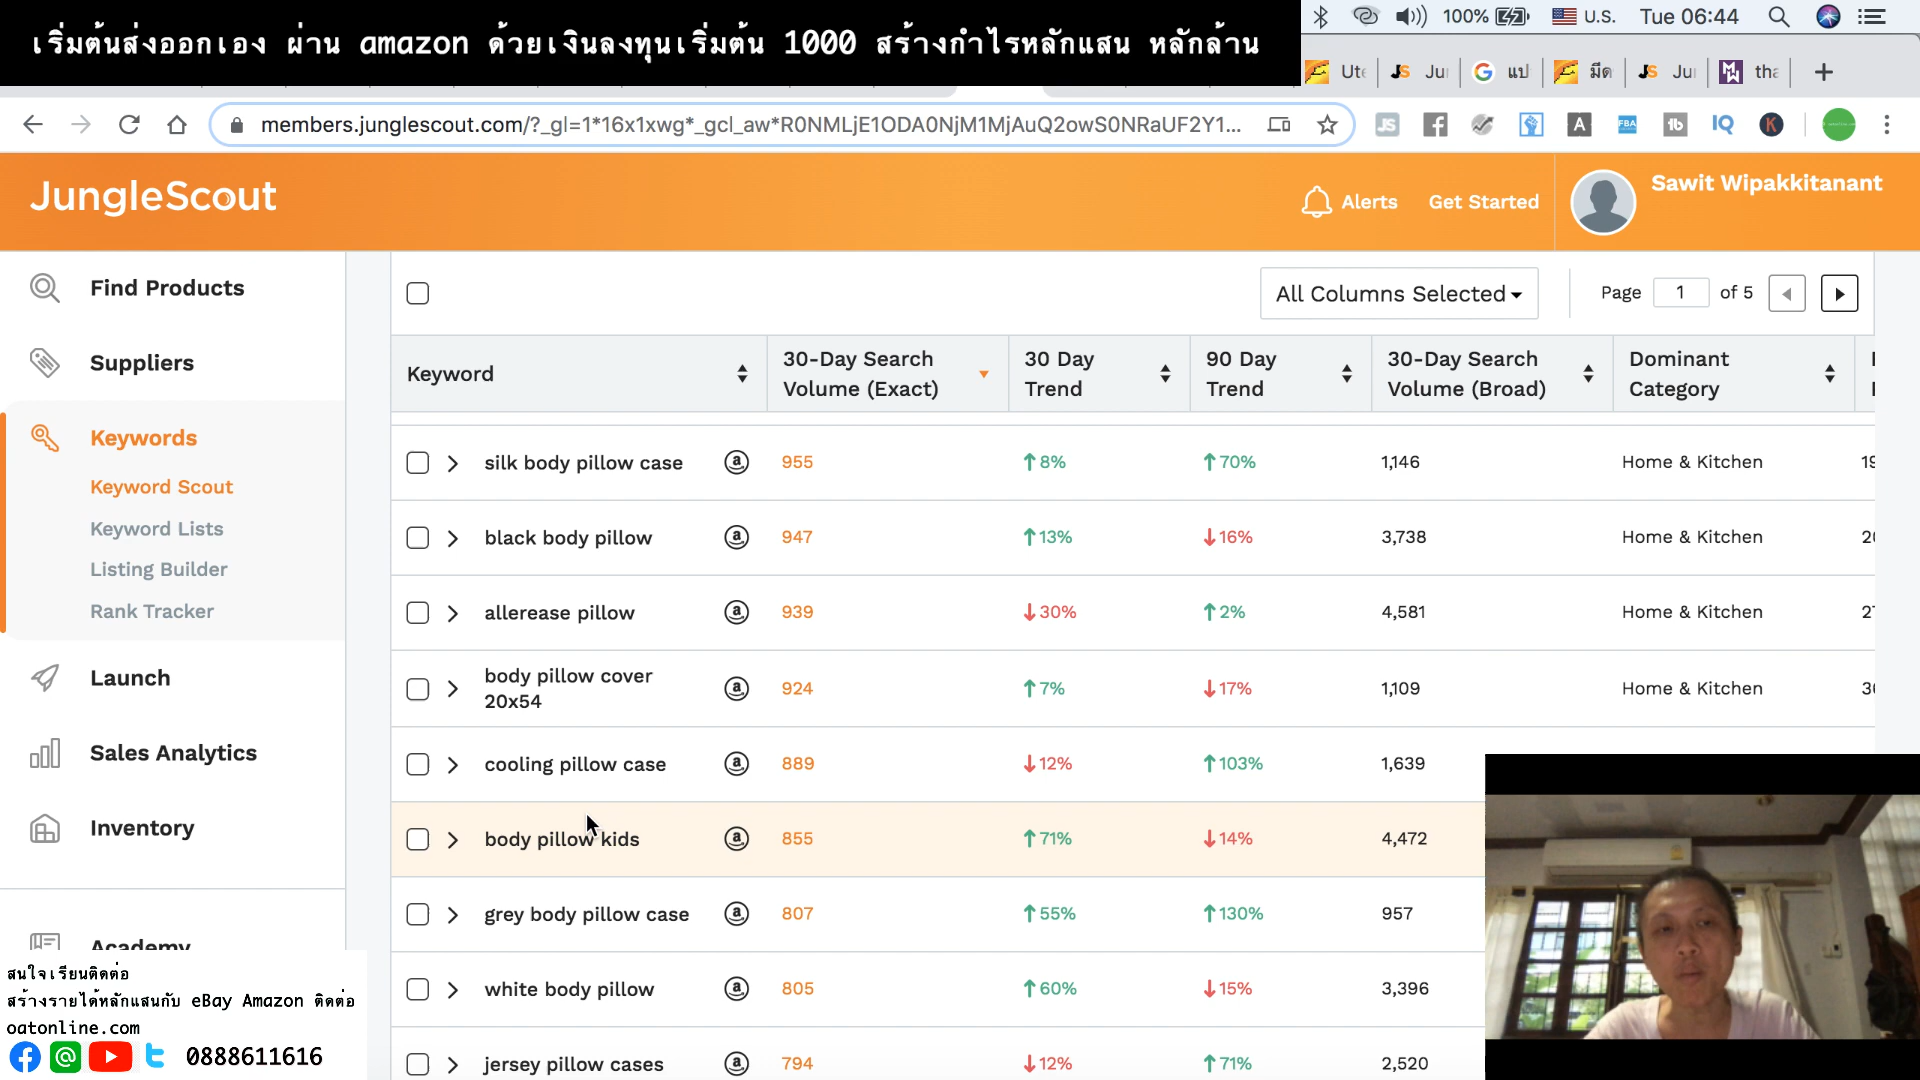 เริ่มต้นส่งออกเอง ผ่าน amazon ด้วยเงินลงทุนเริ่มต้น 1000 สร้างกำไรหลักแสน หลักล้าน
100% U.S. Tue 06:44
Ute Ju แป มีด Ju tha
members.junglescout.com/?_gl=1*16x1xwg*_gcl_aw*R0NMLjE1ODA0NjM1MjAuQ2owS0NRaUF2Y1...
JungleScout
Alerts
Get Started
Sawit Wipakkitanant
Find Products
Suppliers
Keywords
Keyword Scout
Keyword Lists
Listing Builder
Rank Tracker
Launch
Sales Analytics
Inventory
Academy
All Columns Selected
Page 1 of 5
Keyword
30-Day Search Volume (Exact)
30 Day Trend
90 Day Trend
30-Day Search Volume (Broad)
Dominant Category
silk body pillow case 955 8% 70% 1,146 Home & Kitchen
black body pillow 947 13% 16% 3,738 Home & Kitchen
allerease pillow 939 30% 2% 4,581 Home & Kitchen
body pillow cover 20x54 924 7% 17% 1,109 Home & Kitchen
cooling pillow case 889 12% 103% 1,639
body pillow kids 855 71% 14% 4,472
grey body pillow case 807 55% 130% 957
white body pillow 805 60% 15% 3,396
jersey pillow cases 794 12% 71% 2,520
สนใจเรียนติดต่อ
สร้างรายได้หลักแสนกับ eBay Amazon ติดต่อ
oatonline.com
0888611616